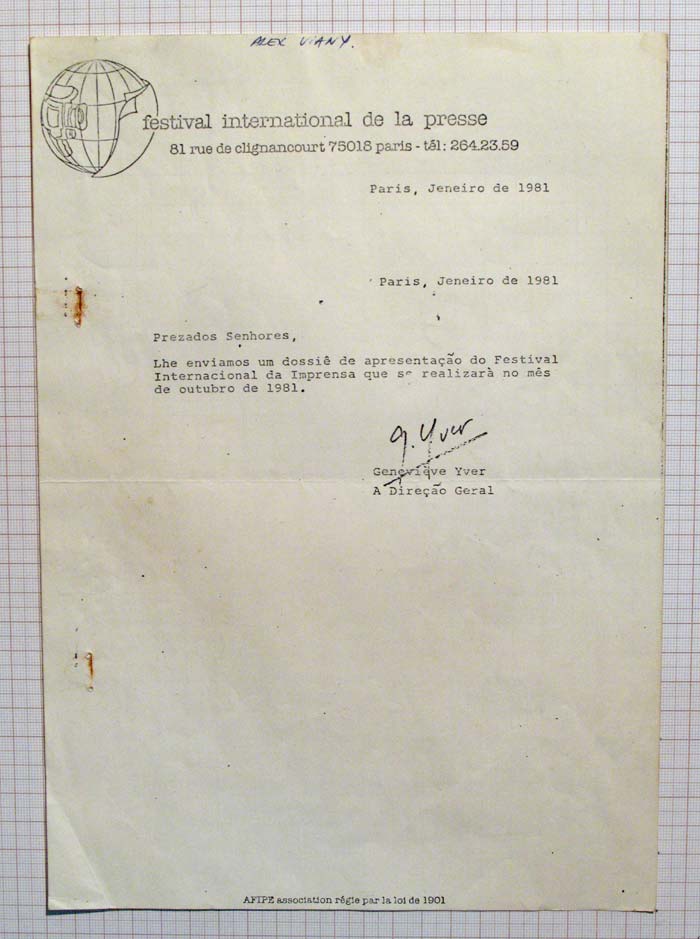 ALEX VIANY.
festival international de la presse
81 rue de clignancourt 75018 paris - tél: 264.23.59
Paris, Jeneiro de 1981
Paris, Jeneiro de 1981
Prezados Senhores,
Lhe enviamos um dossiê de apresentação do Festival
Internacional da Imprensa que se realizarà no mês
de outubro de 1981.
G. Yver
Geneviève Yver
A Direção Geral
AFIPE association régie par la loi de 1901